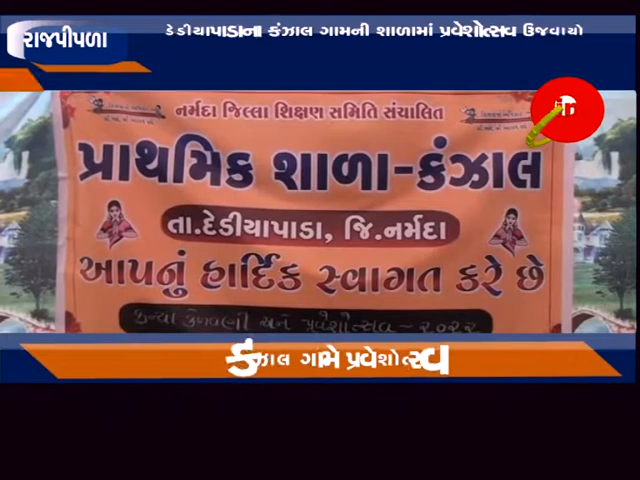 રાજપીપળા
ડેડીયાપાડાના કંઝાલ ગામની શાળામાં પ્રવેશોત્સવ ઉજવાયો
નર્મદા જિલ્લા શિક્ષણ સમિતિ સંચાલિત
પ્રાથમિક શાળા-કંઝાલ
તા.દેડીયાપાડા, જિ.નર્મદા
આપનું હાર્દિક સ્વાગત કરે છે
કન્યા કેળવણી અને પ્રવેશોત્સવ - ૨૦૨૨
કંઝાલ ગામે પ્રવેશોત્સવ